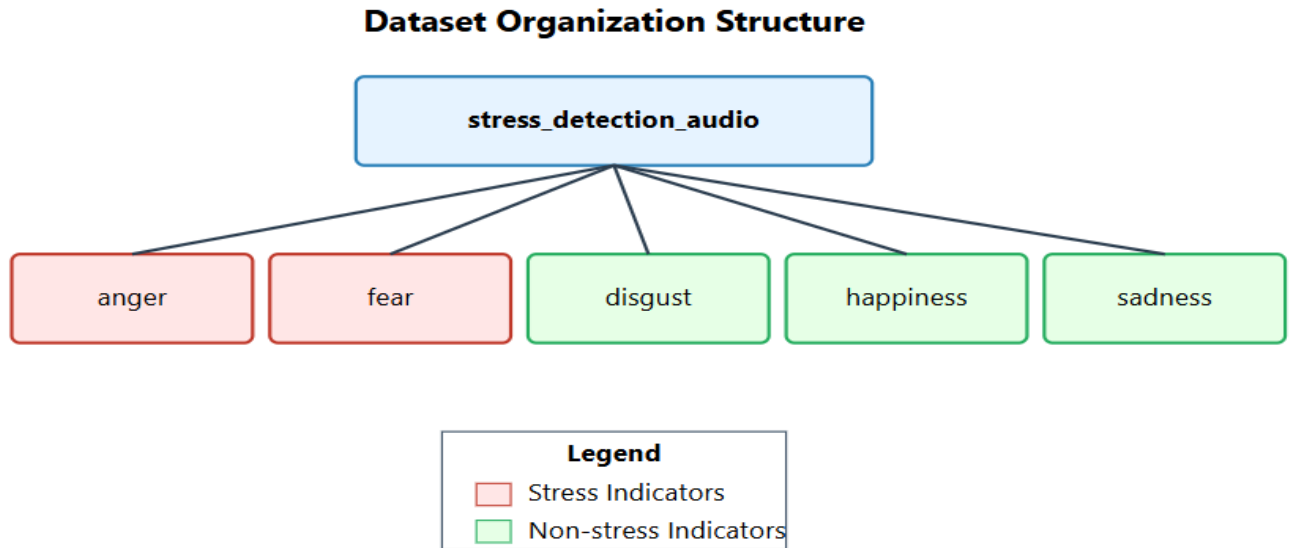 Dataset Organization Structure
stress_detection_audio
anger
fear
disgust
happiness
sadness
Legend
Stress Indicators
Non-stress Indicators